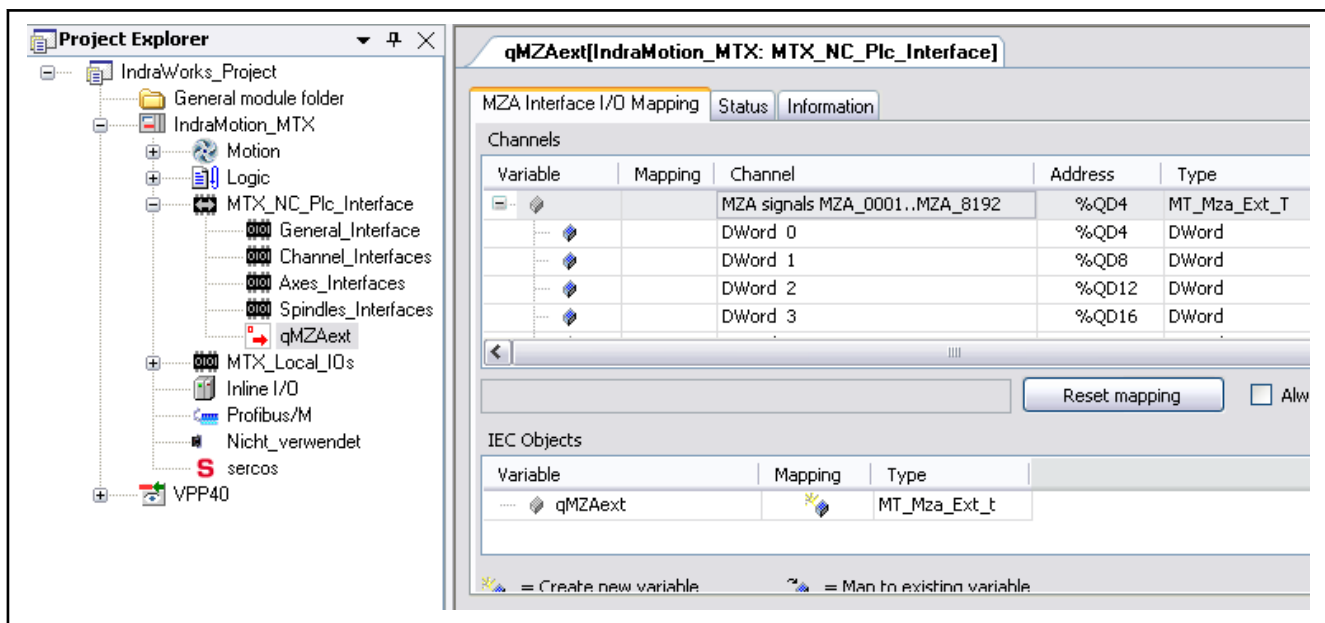 Project Explorer
IndraWorks_Project
General module folder
IndraMotion_MTX
Motion
Logic
MTX_NC_Plc_Interface
General_Interface
Channel_Interfaces
Axes_Interfaces
Spindles_Interfaces
qMZAext
MTX_Local_IOs
Inline I/O
Profibus/M
Nicht_verwendet
sercos
VPP40
qMZAext[IndraMotion_MTX: MTX_NC_Plc_Interface]
MZA Interface I/O Mapping Status Information
Channels
Variable Mapping Channel Address Type
MZA signals MZA_0001..MZA_8192 %QD4 MT_Mza_Ext_T
DWord 0 %QD4 DWord
DWord 1 %QD8 DWord
DWord 2 %QD12 DWord
DWord 3 %QD16 DWord
Reset mapping Alw
IEC Objects
Variable Mapping Type
qMZAext MT_Mza_Ext_t
= Create new variable = Map to existing variable